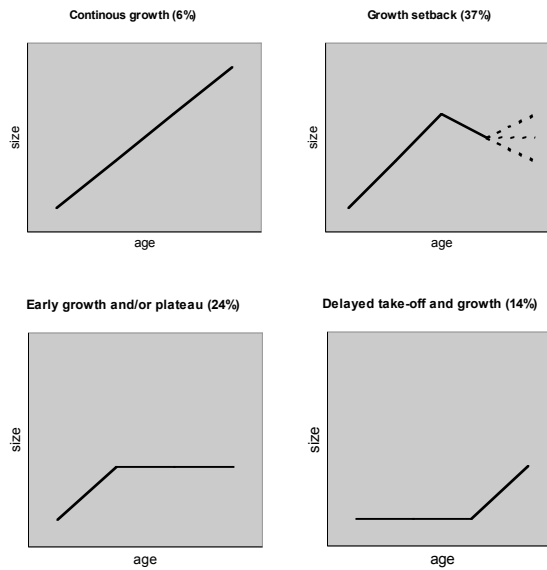 Continous growth (6%)
size
age
Growth setback (37%)
size
age
Early growth and/or plateau (24%)
size
age
Delayed take-off and growth (14%)
size
age